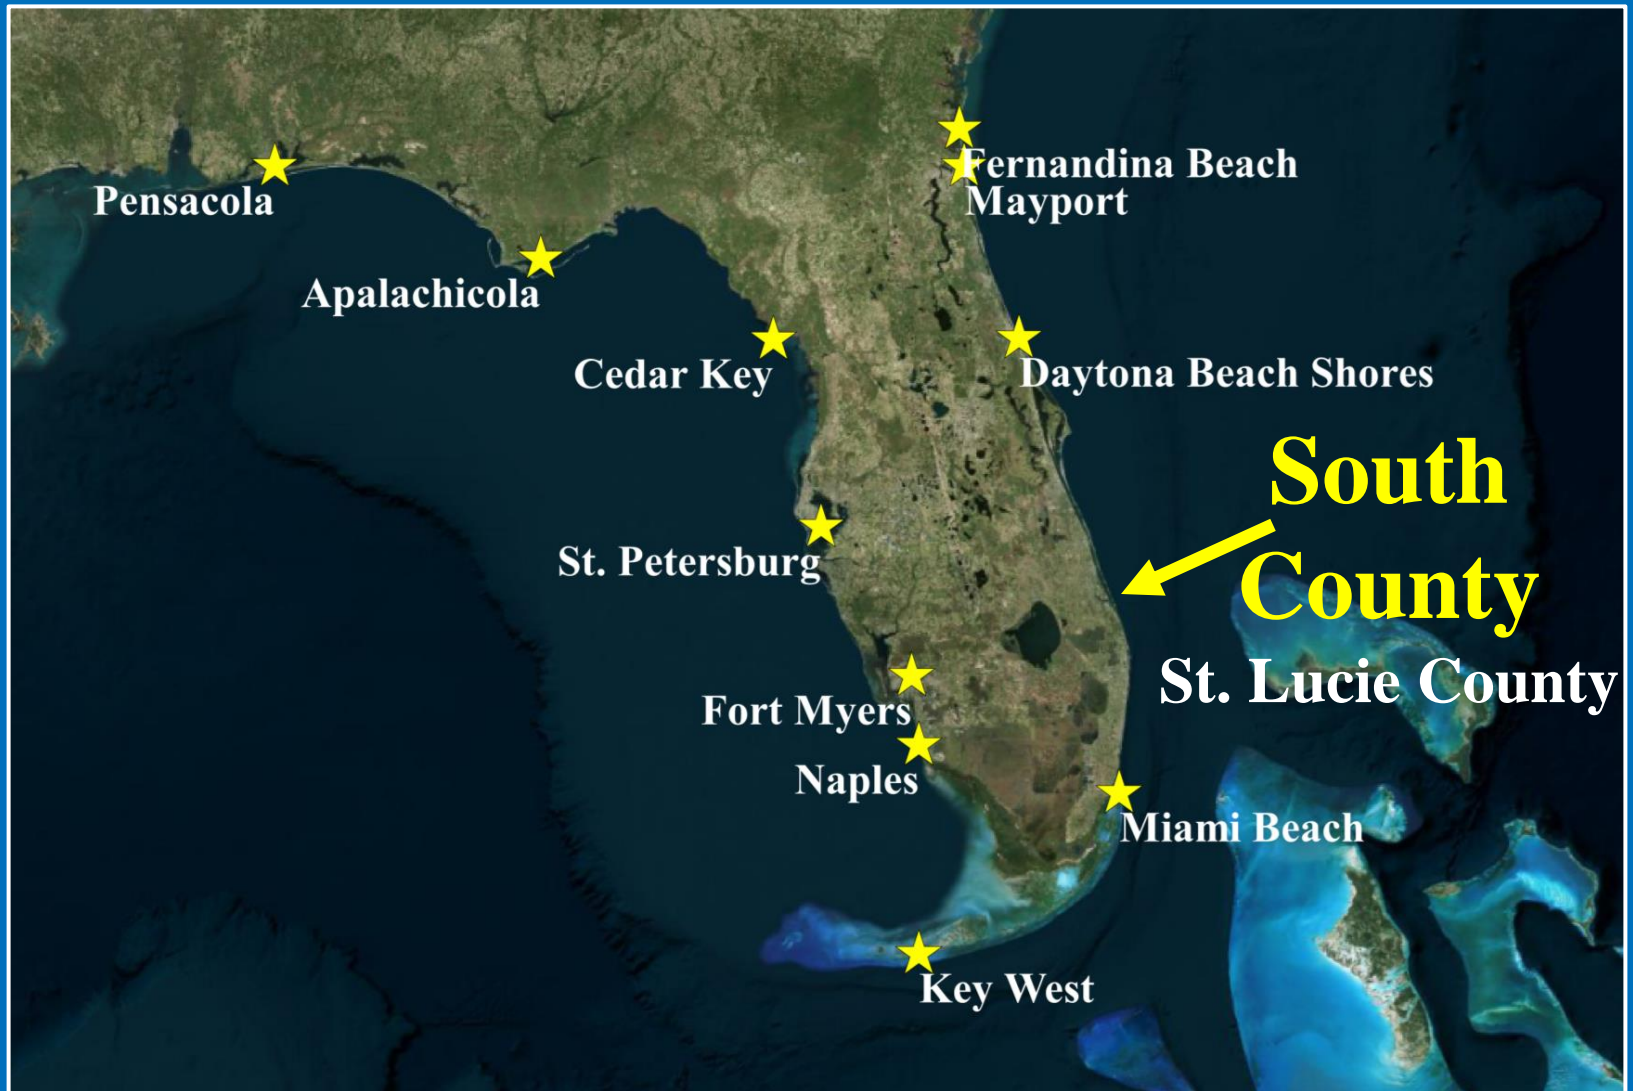 Fernandina Beach
Pensacola
Mayport
Apalachicola
Cedar Key
Daytona Beach Shores
South
County
St. Petersburg
St. Lucie County
Fort Myers
Naples
Miami Beach
Key West